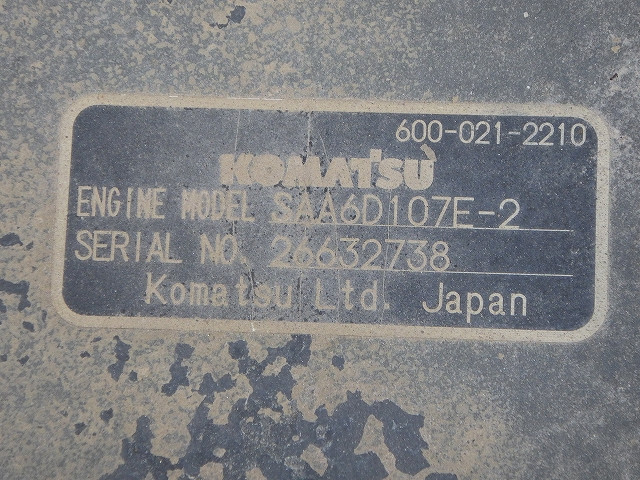 600-021-2210
KOMATSU
ENGINE MODEL SAA6D107E-2
SERIAL NO. 26632738
Komatsu Ltd. Japan